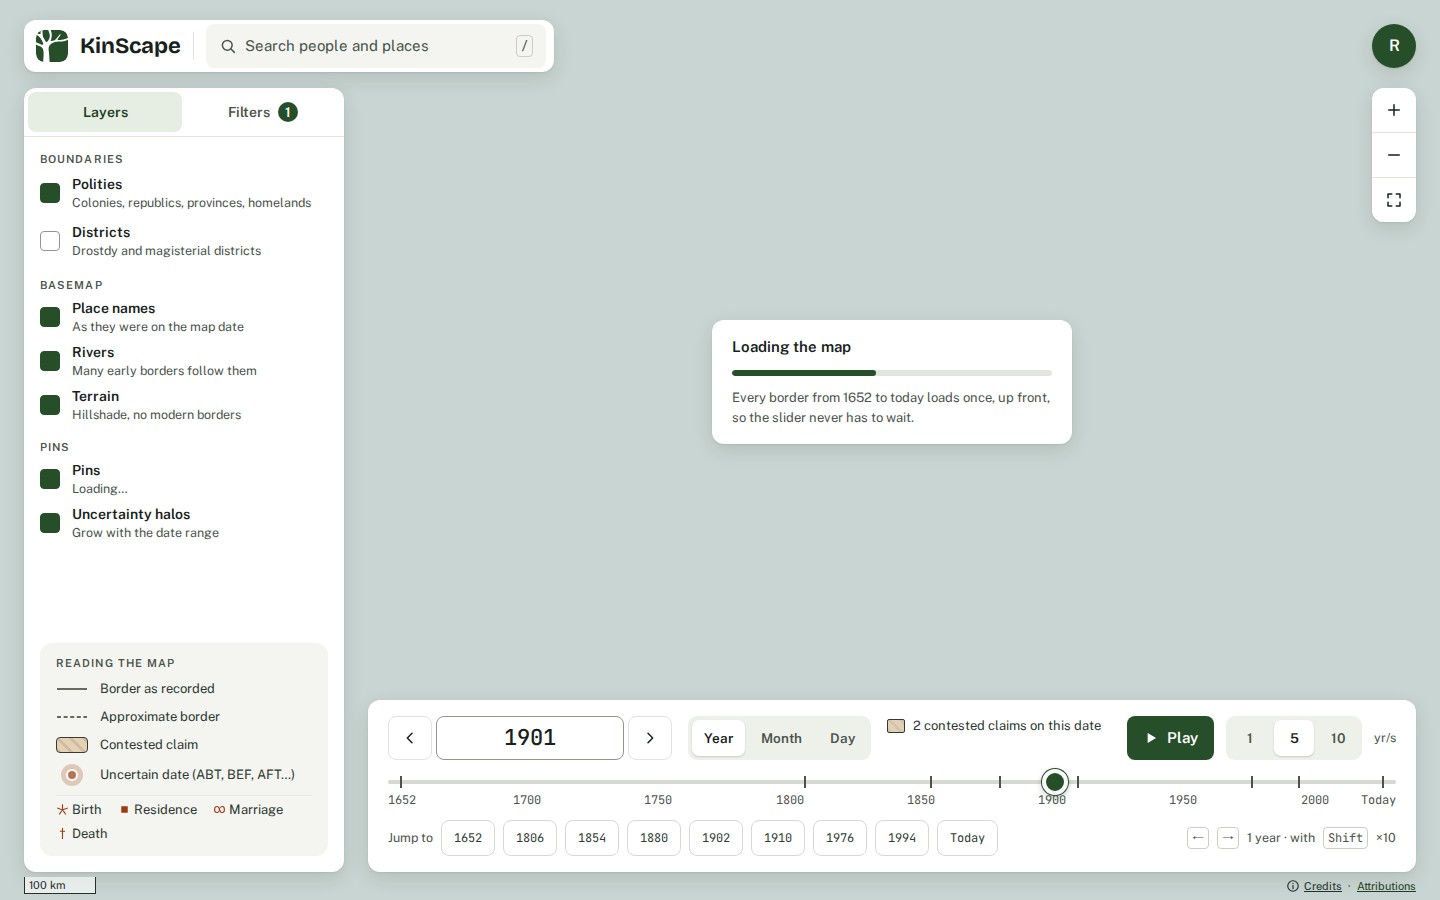 KinScape
Search people and places
/
R
Layers
Filters 1
BOUNDARIES
Polities
Colonies, republics, provinces, homelands
Districts
Drostdy and magisterial districts
BASEMAP
Place names
As they were on the map date
Rivers
Many early borders follow them
Terrain
Hillshade, no modern borders
PINS
Pins
Loading…
Uncertainty halos
Grow with the date range
READING THE MAP
Border as recorded
Approximate border
Contested claim
Uncertain date (ABT, BEF, AFT…)
Birth
Residence
Marriage
Death
Loading the map
Every border from 1652 to today loads once, up front,
so the slider never has to wait.
1901
Year
Month
Day
2 contested claims on this date
Play
1
5
10
yr/s
1652 1700 1750 1800 1850 1900 1950 2000 Today
Jump to
1652
1806
1854
1880
1902
1910
1976
1994
Today
← → 1 year · with Shift ×10
100 km
Credits · Attributions